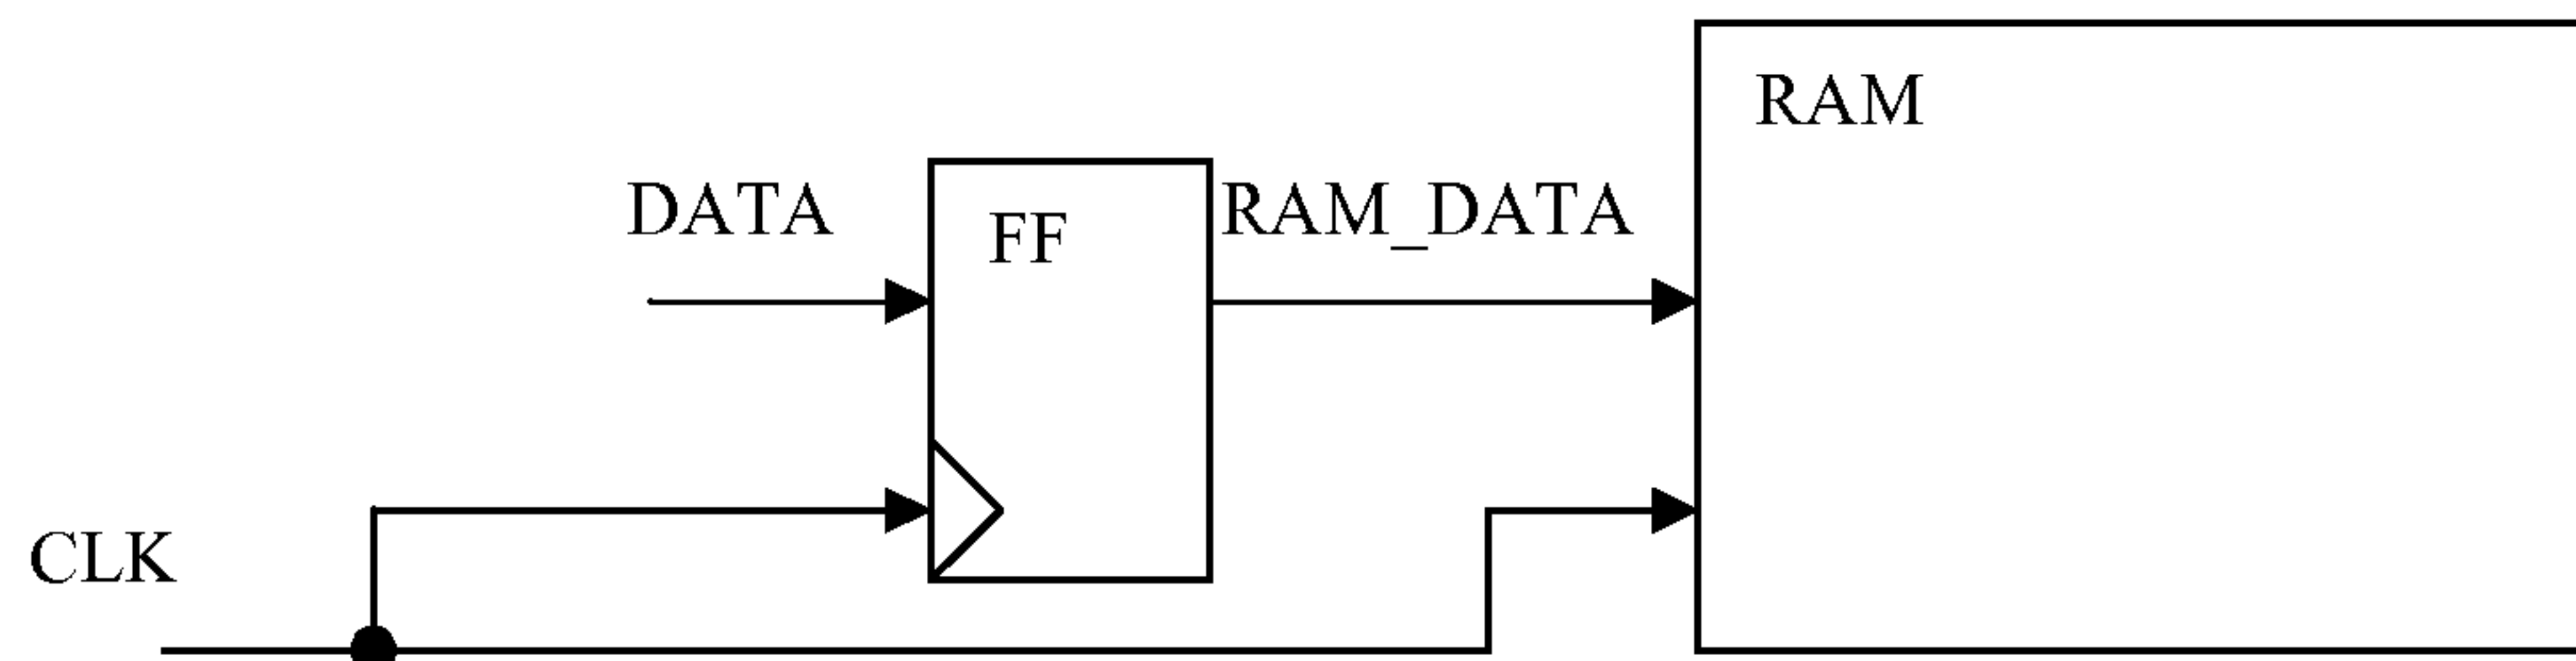 RAM
DATA
FF
RAM_DATA
CLK